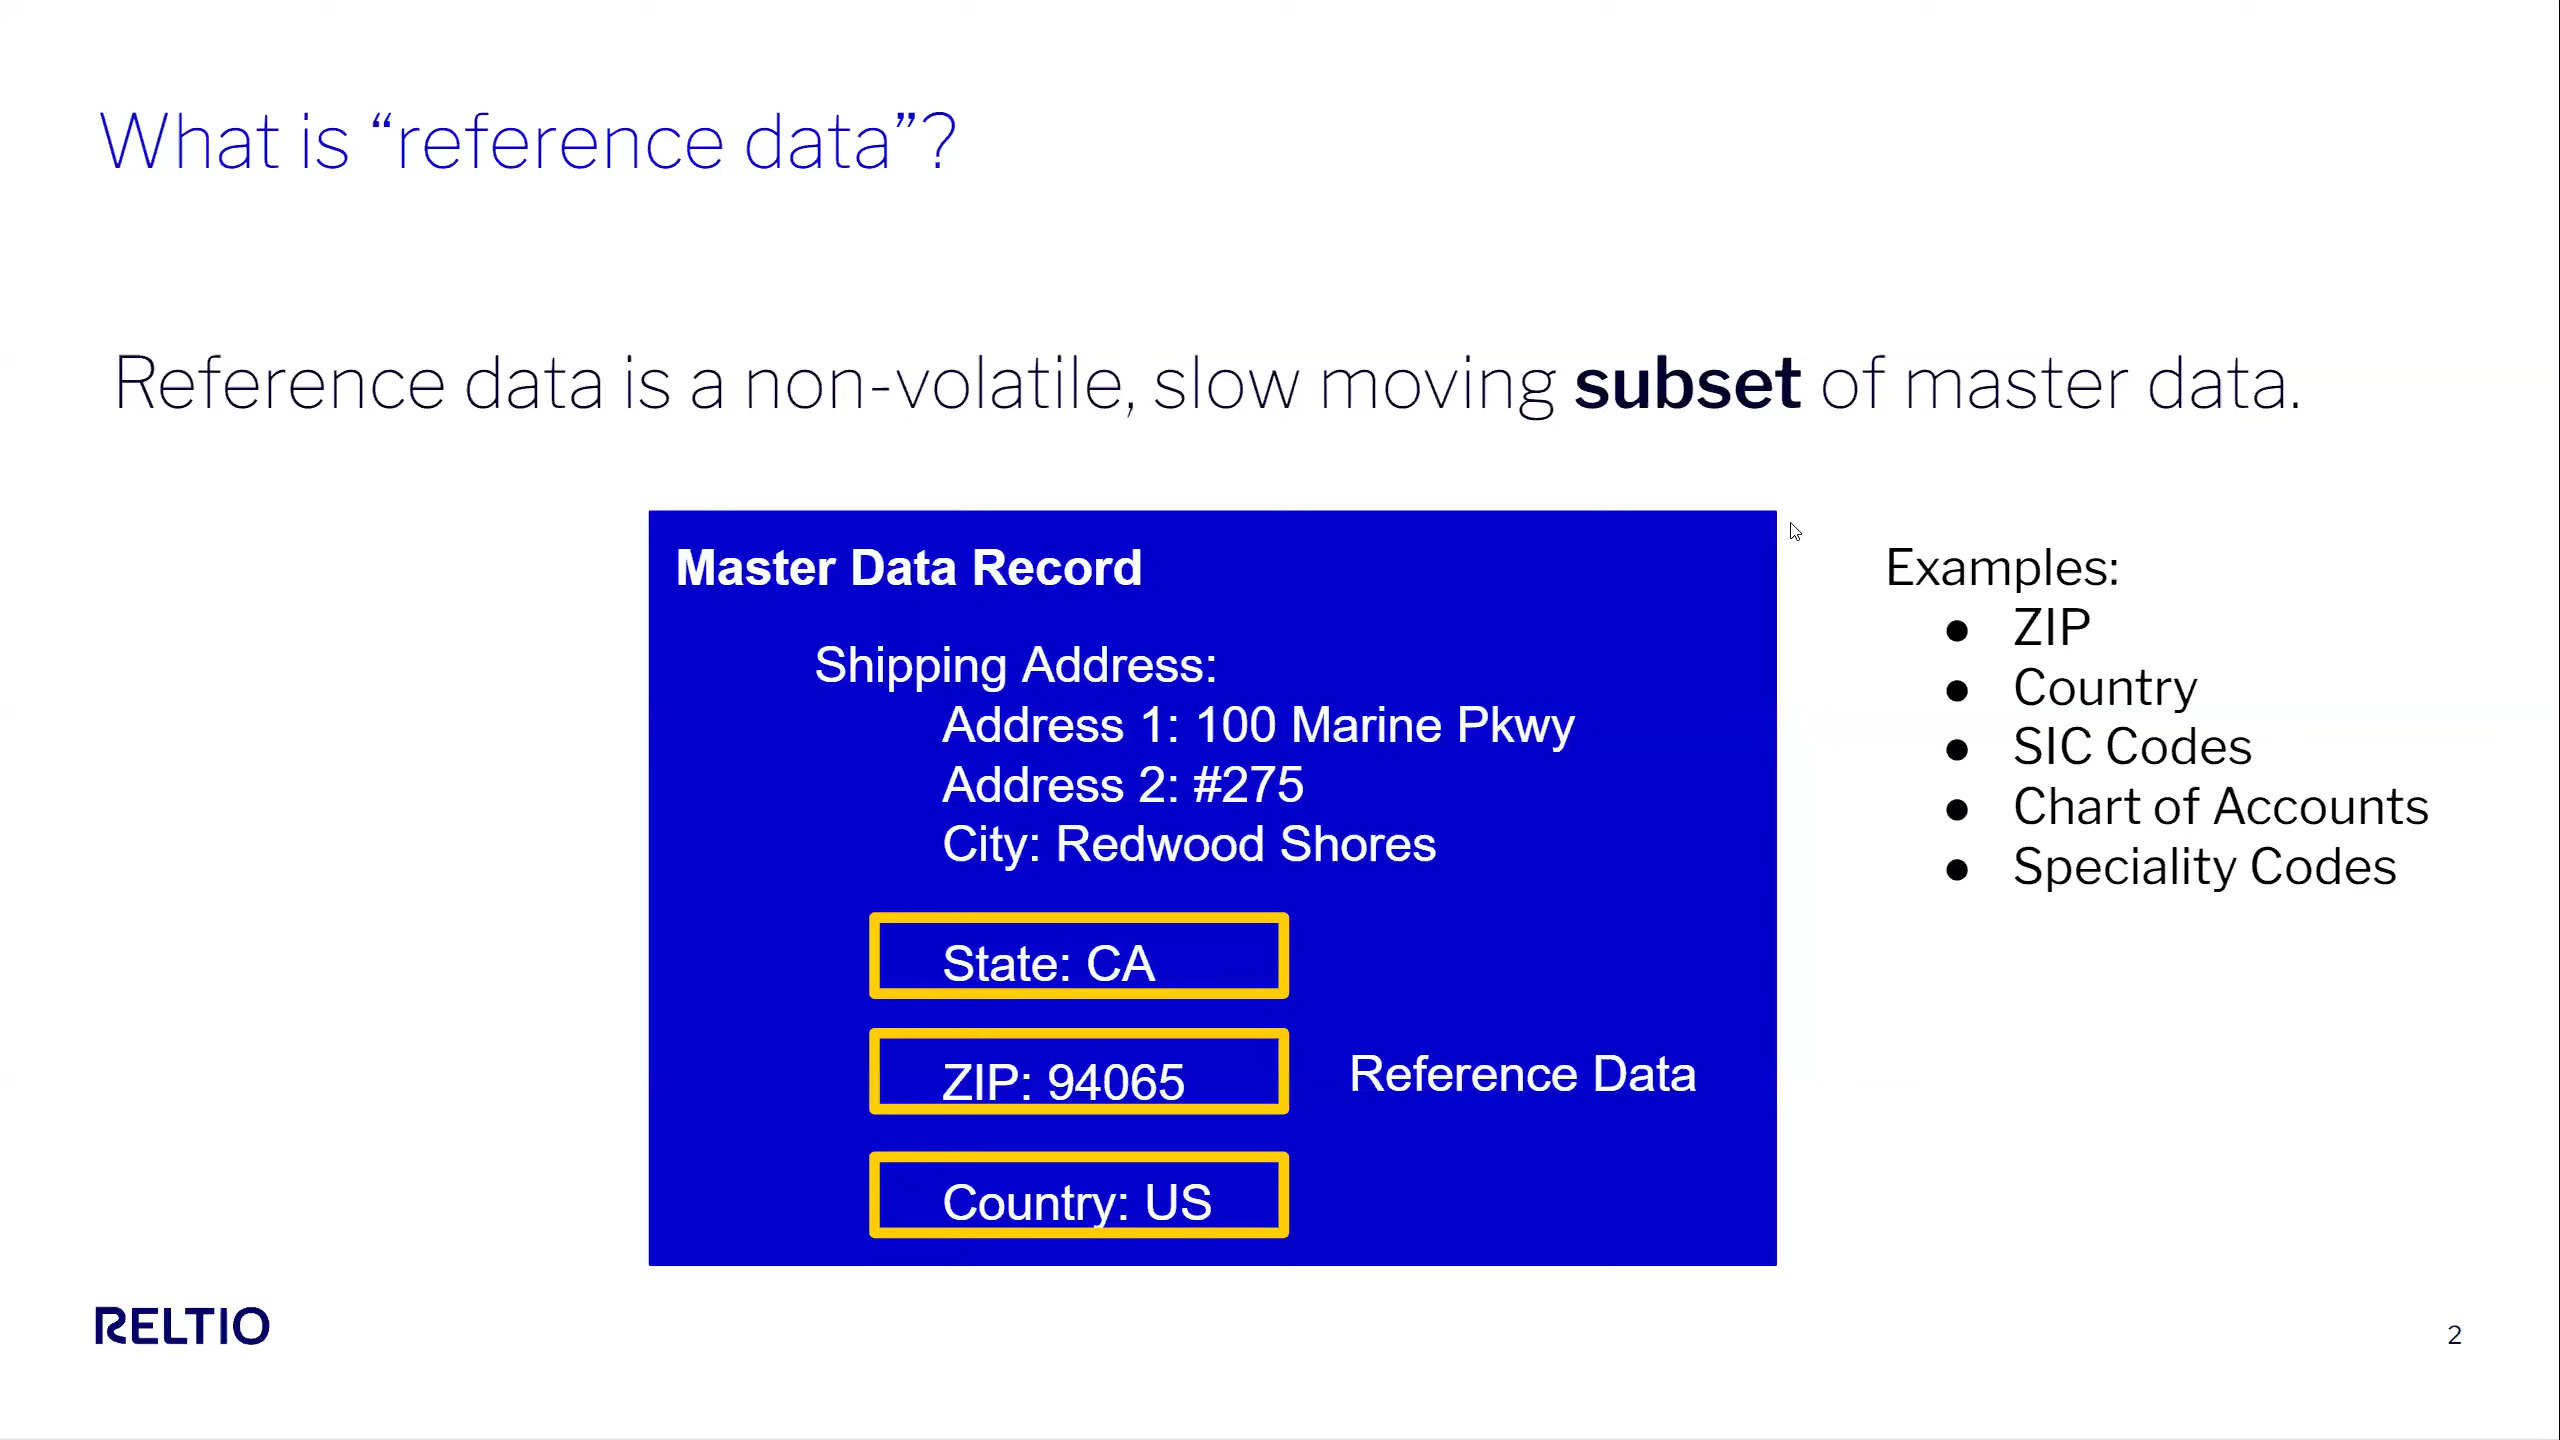 What is “reference data”?
Reference data is a non-volatile, slow moving subset of master data.
Master Data Record
Shipping Address:
Address 1: 100 Marine Pkwy
Address 2: #275
City: Redwood Shores
State: CA
ZIP: 94065
Reference Data
Country: US
Examples:
● ZIP
● Country
● SIC Codes
● Chart of Accounts
● Speciality Codes
RELTIO
2